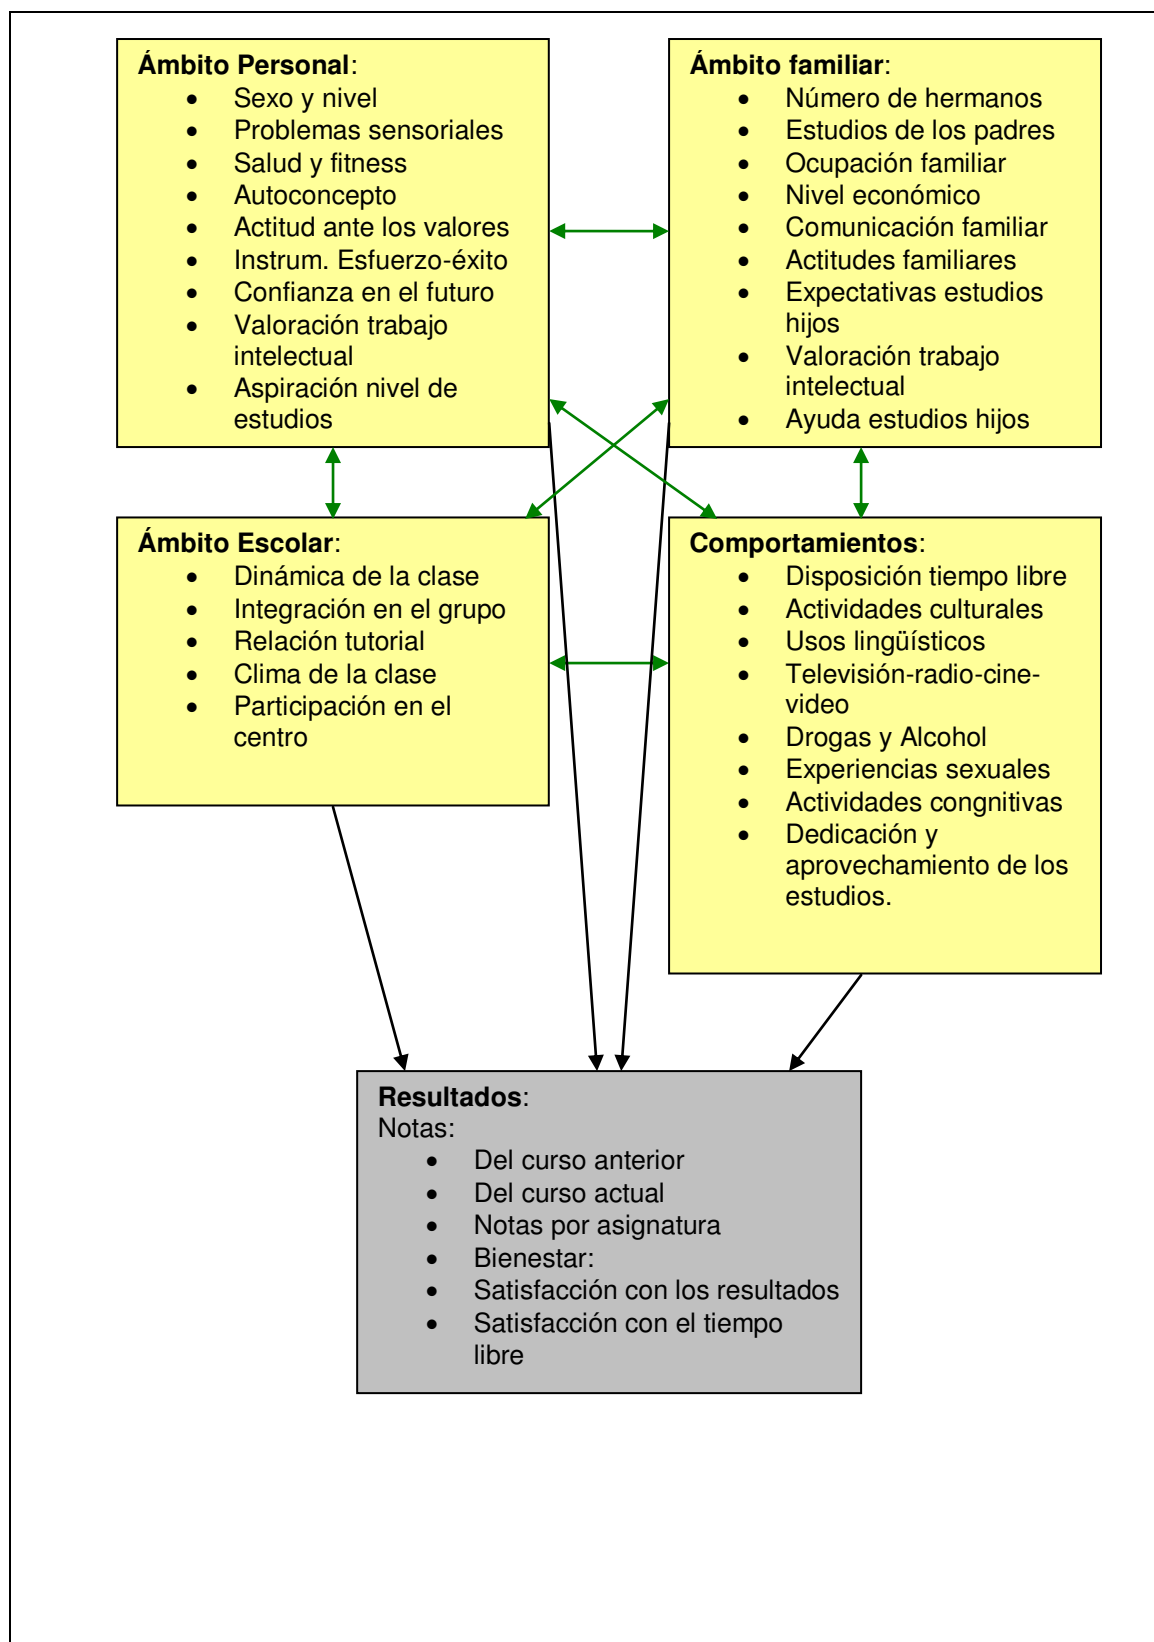 Ámbito Personal:
• Sexo y nivel
• Problemas sensoriales
• Salud y fitness
• Autoconcepto
• Actitud ante los valores
• Instrum. Esfuerzo-éxito
• Confianza en el futuro
• Valoración trabajo
intelectual
• Aspiración nivel de
estudios
Ámbito familiar:
• Número de hermanos
• Estudios de los padres
• Ocupación familiar
• Nivel económico
• Comunicación familiar
• Actitudes familiares
• Expectativas estudios
hijos
• Valoración trabajo
intelectual
• Ayuda estudios hijos
Ámbito Escolar:
• Dinámica de la clase
• Integración en el grupo
• Relación tutorial
• Clima de la clase
• Participación en el
centro
Comportamientos:
• Disposición tiempo libre
• Actividades culturales
• Usos lingüísticos
• Televisión-radio-cine-
video
• Drogas y Alcohol
• Experiencias sexuales
• Actividades congnitivas
• Dedicación y
aprovechamiento de los
estudios.
Resultados:
Notas:
• Del curso anterior
• Del curso actual
• Notas por asignatura
• Bienestar:
• Satisfacción con los resultados
• Satisfacción con el tiempo
libre